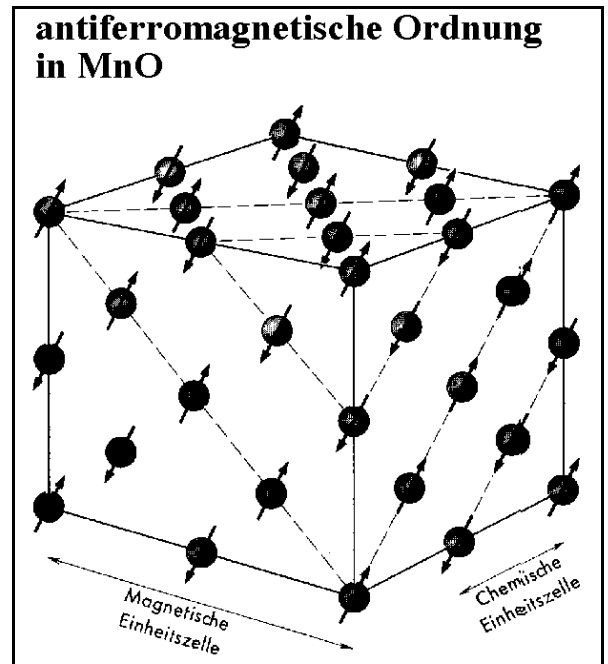 antiferromagnetische Ordnung
in MnO
Magnetische
Einheitszelle
Chemische
Einheitszelle